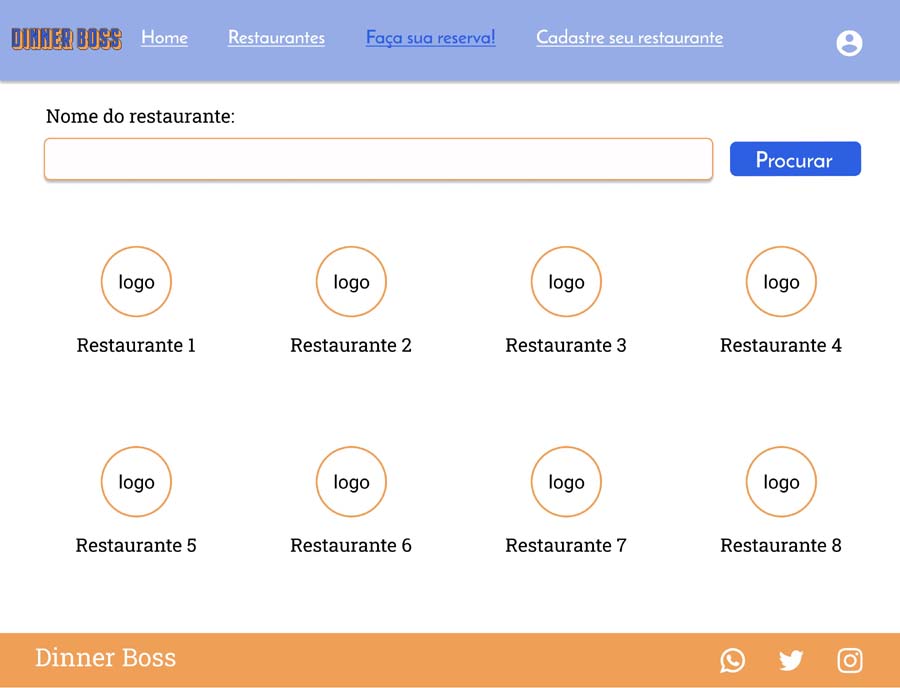 DINNER BOSS Home Restaurantes Faça sua reserva! Cadastre seu restaurante
Nome do restaurante:
Procurar
logo logo logo logo
Restaurante 1 Restaurante 2 Restaurante 3 Restaurante 4
logo logo logo logo
Restaurante 5 Restaurante 6 Restaurante 7 Restaurante 8
Dinner Boss